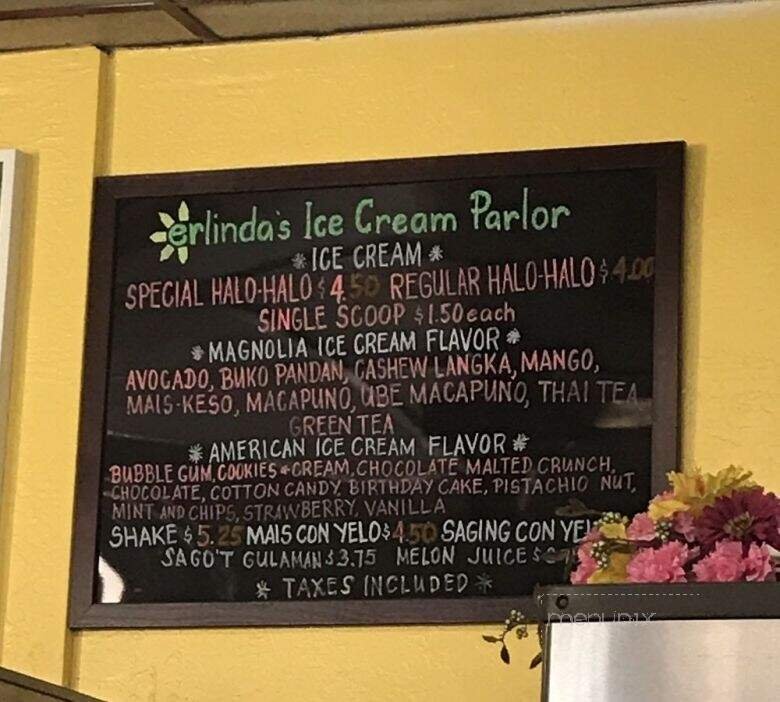 erlinda's Ice Cream Parlor
* ICE CREAM *
SPECIAL HALO-HALO $4.50 REGULAR HALO-HALO $4.00
SINGLE SCOOP $1.50 each
* MAGNOLIA ICE CREAM FLAVOR *
AVOCADO, BUKO PANDAN, CASHEW LANGKA, MANGO,
MAIS-KESO, MACAPUNO, UBE MACAPUNO, THAI TEA
GREEN TEA
* AMERICAN ICE CREAM FLAVOR *
BUBBLE GUM, COOKIES+CREAM, CHOCOLATE MALTED CRUNCH,
CHOCOLATE, COTTON CANDY, BIRTHDAY CAKE, PISTACHIO NUT,
MINT AND CHIPS, STRAWBERRY, VANILLA
SHAKE $5.25 MAIS CON YELO $4.50 SAGING CON
SAGO'T GULAMAN $3.75 MELON JUICE
* TAXES INCLUDED *
menupix